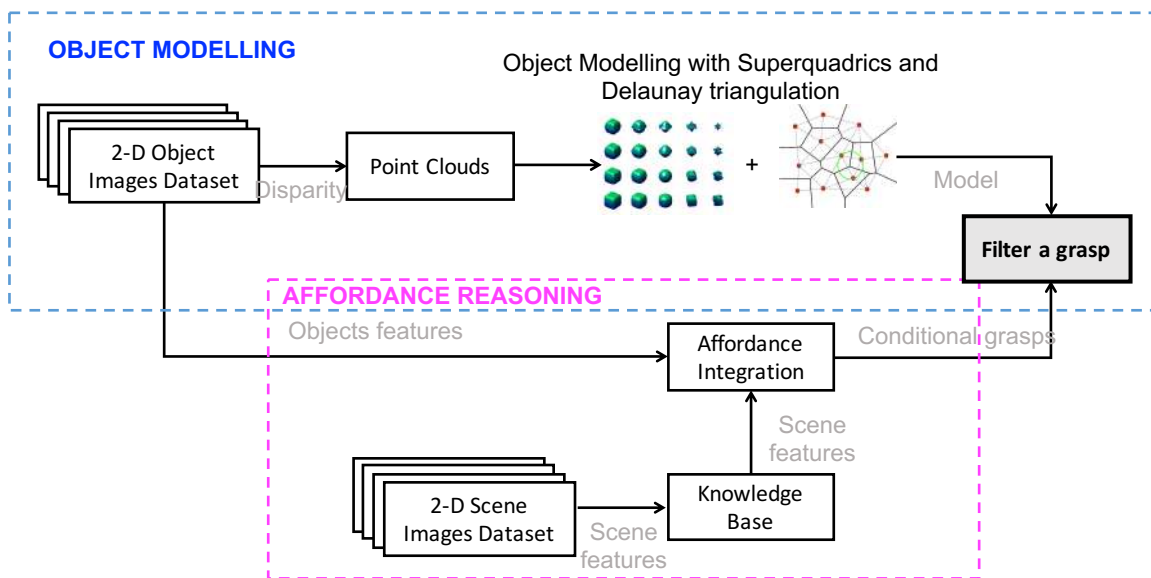 OBJECT MODELLING
Object Modelling with Superquadrics and
Delaunay triangulation
2-D Object
Images Dataset
Disparity
Point Clouds
+
Model
Filter a grasp
AFFORDANCE REASONING
Objects features
Affordance
Integration
Conditional grasps
Scene
features
2-D Scene
Images Dataset
Scene
features
Knowledge
Base